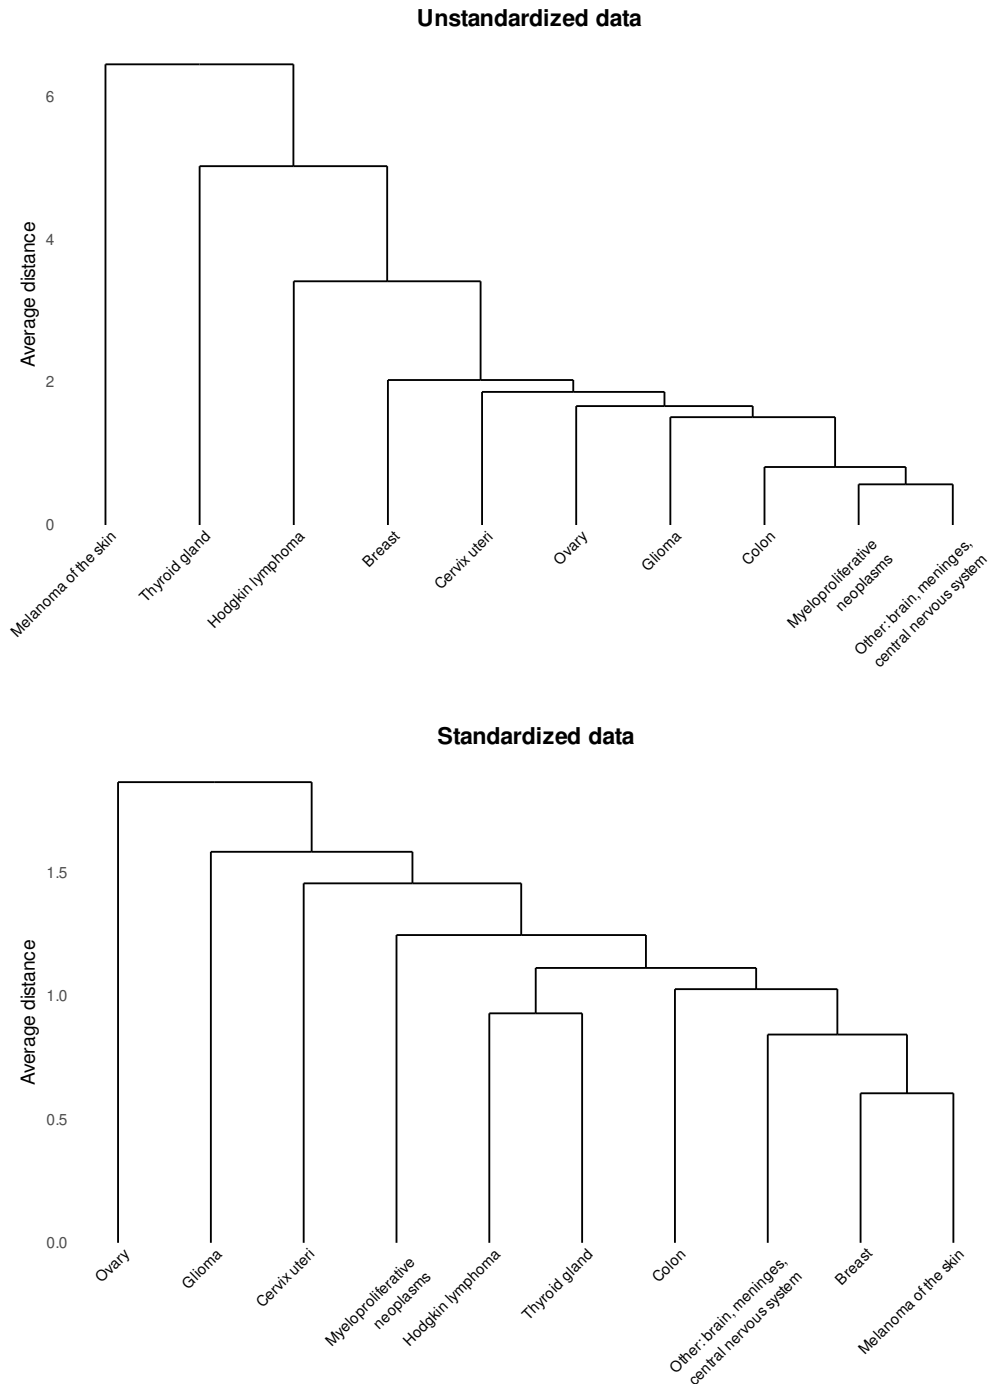 Unstandardized data
Average distance
6
4
2
0
Melanoma of the skin
Thyroid gland
Hodgkin lymphoma
Breast
Cervix uteri
Ovary
Glioma
Colon
Myeloproliferative
neoplasms
Other: brain, meninges,
central nervous system
Standardized data
Average distance
1.5
1.0
0.5
0.0
Ovary
Glioma
Cervix uteri
Myeloproliferative
neoplasms
Hodgkin lymphoma
Thyroid gland
Colon
Other: brain, meninges,
central nervous system
Breast
Melanoma of the skin